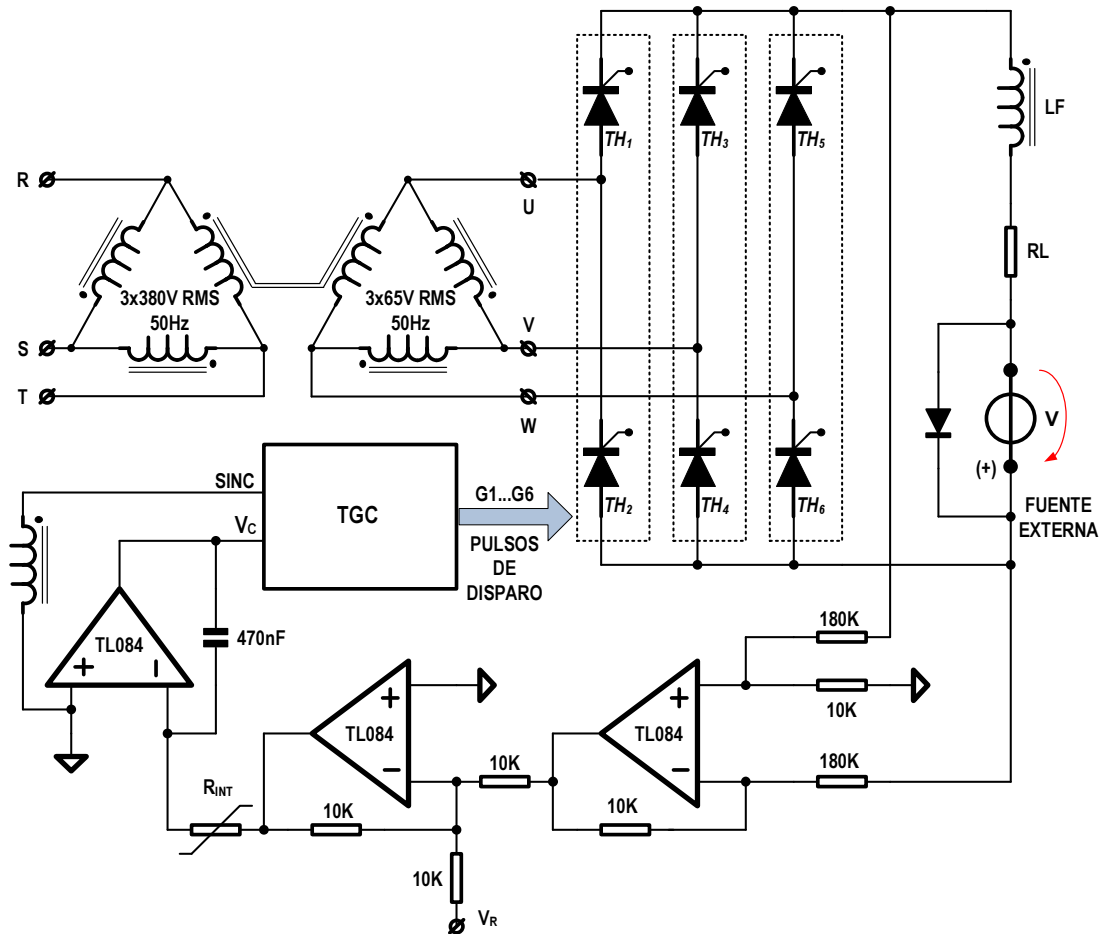 TH1
TH3
TH5
LF
R
U
RL
3x380V RMS
50Hz
3x65V RMS
50Hz
S
V
T
W
V
(+)
FUENTE
EXTERNA
SINC
VC
TGC
G1...G6
PULSOS
DE
DISPARO
TH2
TH4
TH6
TL084
+
–
470nF
180K
TL084
+
–
TL084
+
–
10K
180K
RINT
10K
10K
10K
10K
VR